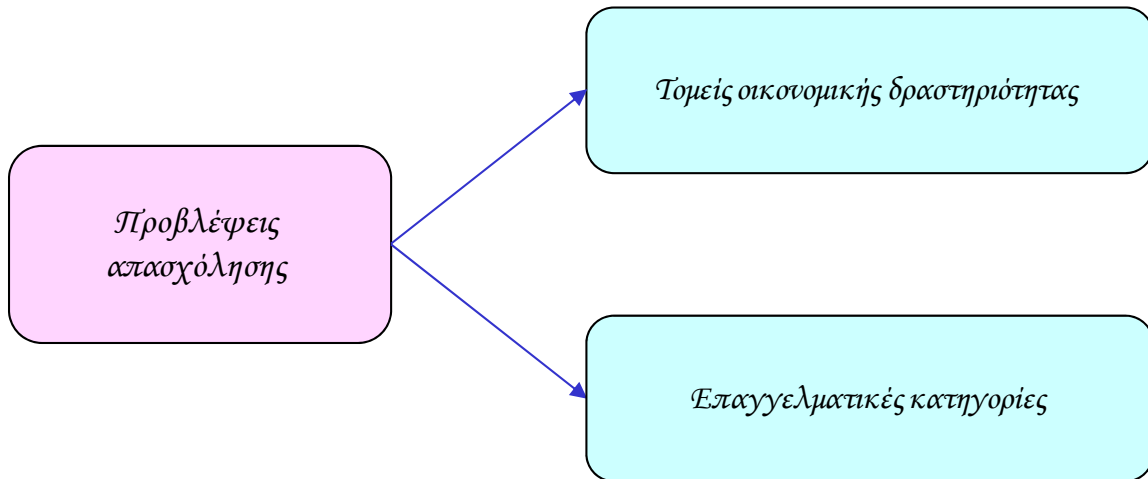 Τομείς οικονομικής δραστηριότητας
Προβλέψεις
απασχόλησης
Επαγγελματικές κατηγορίες